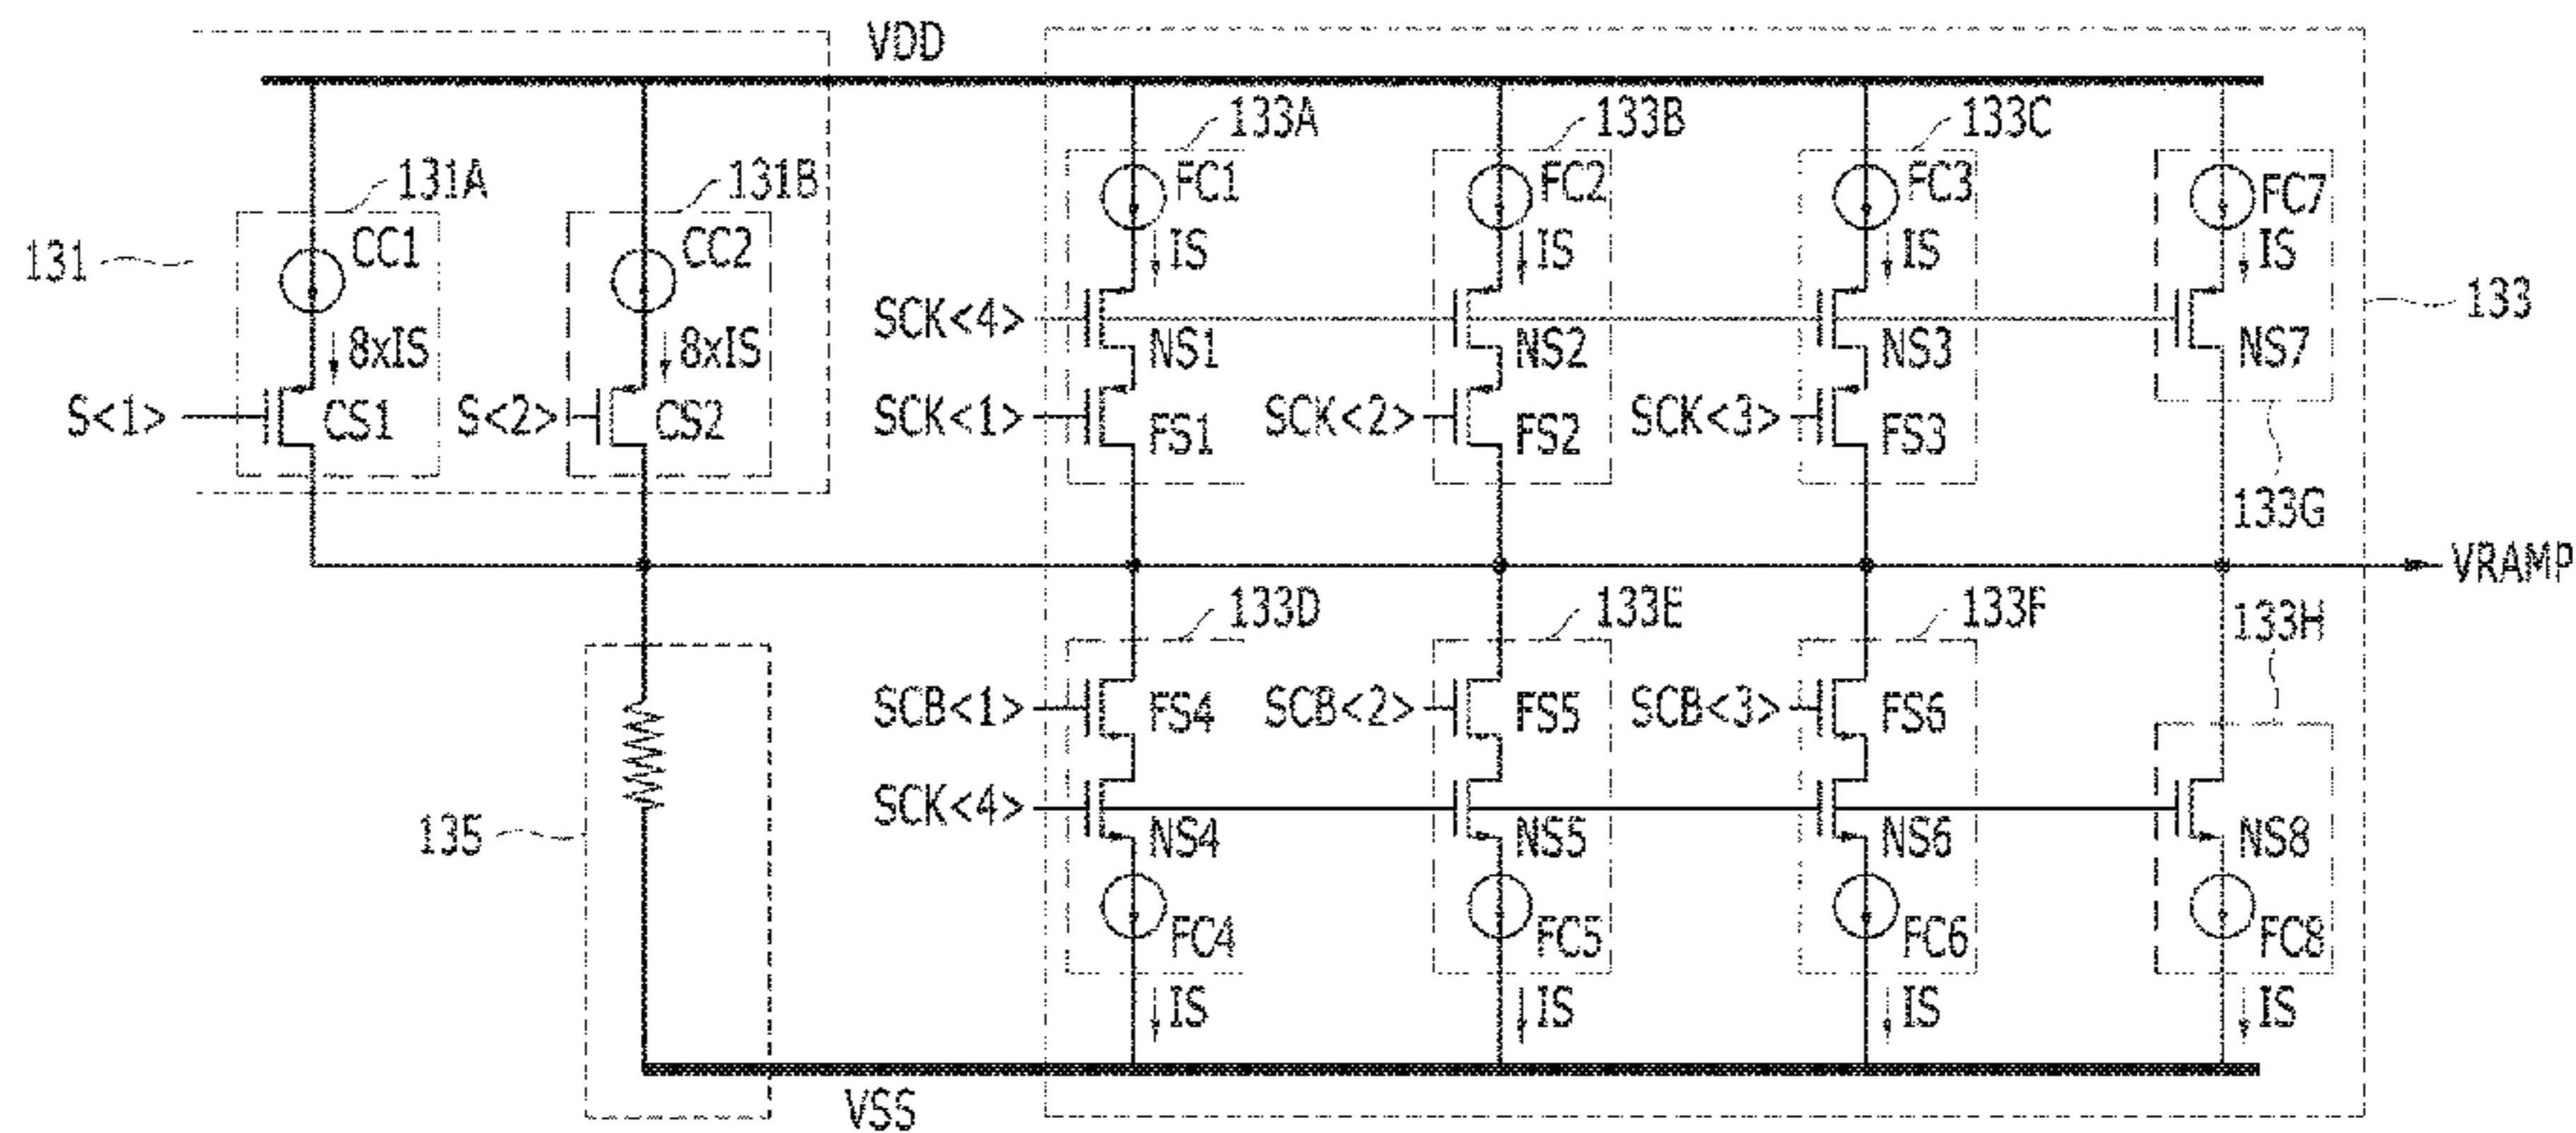 VDD
133A
133B
133C
131A
131B
FC1
FC2
FC3
FC7
131
CC1
CC2
IS
IS
IS
IS
133
SCK<4>
8xIS
8xIS
NS1
NS2
NS3
NS7
S<1>
CS1
S<2>
CS2
SCK<1>
FS1
SCK<2>
FS2
SCK<3>
FS3
133G
VRAMP
133D
133E
133F
133H
SCB<1>
FS4
SCB<2>
FS5
SCB<3>
FS6
135
SCK<4>
NS4
NS5
NS6
NS8
FC4
FC5
FC6
FC8
IS
IS
IS
IS
VSS